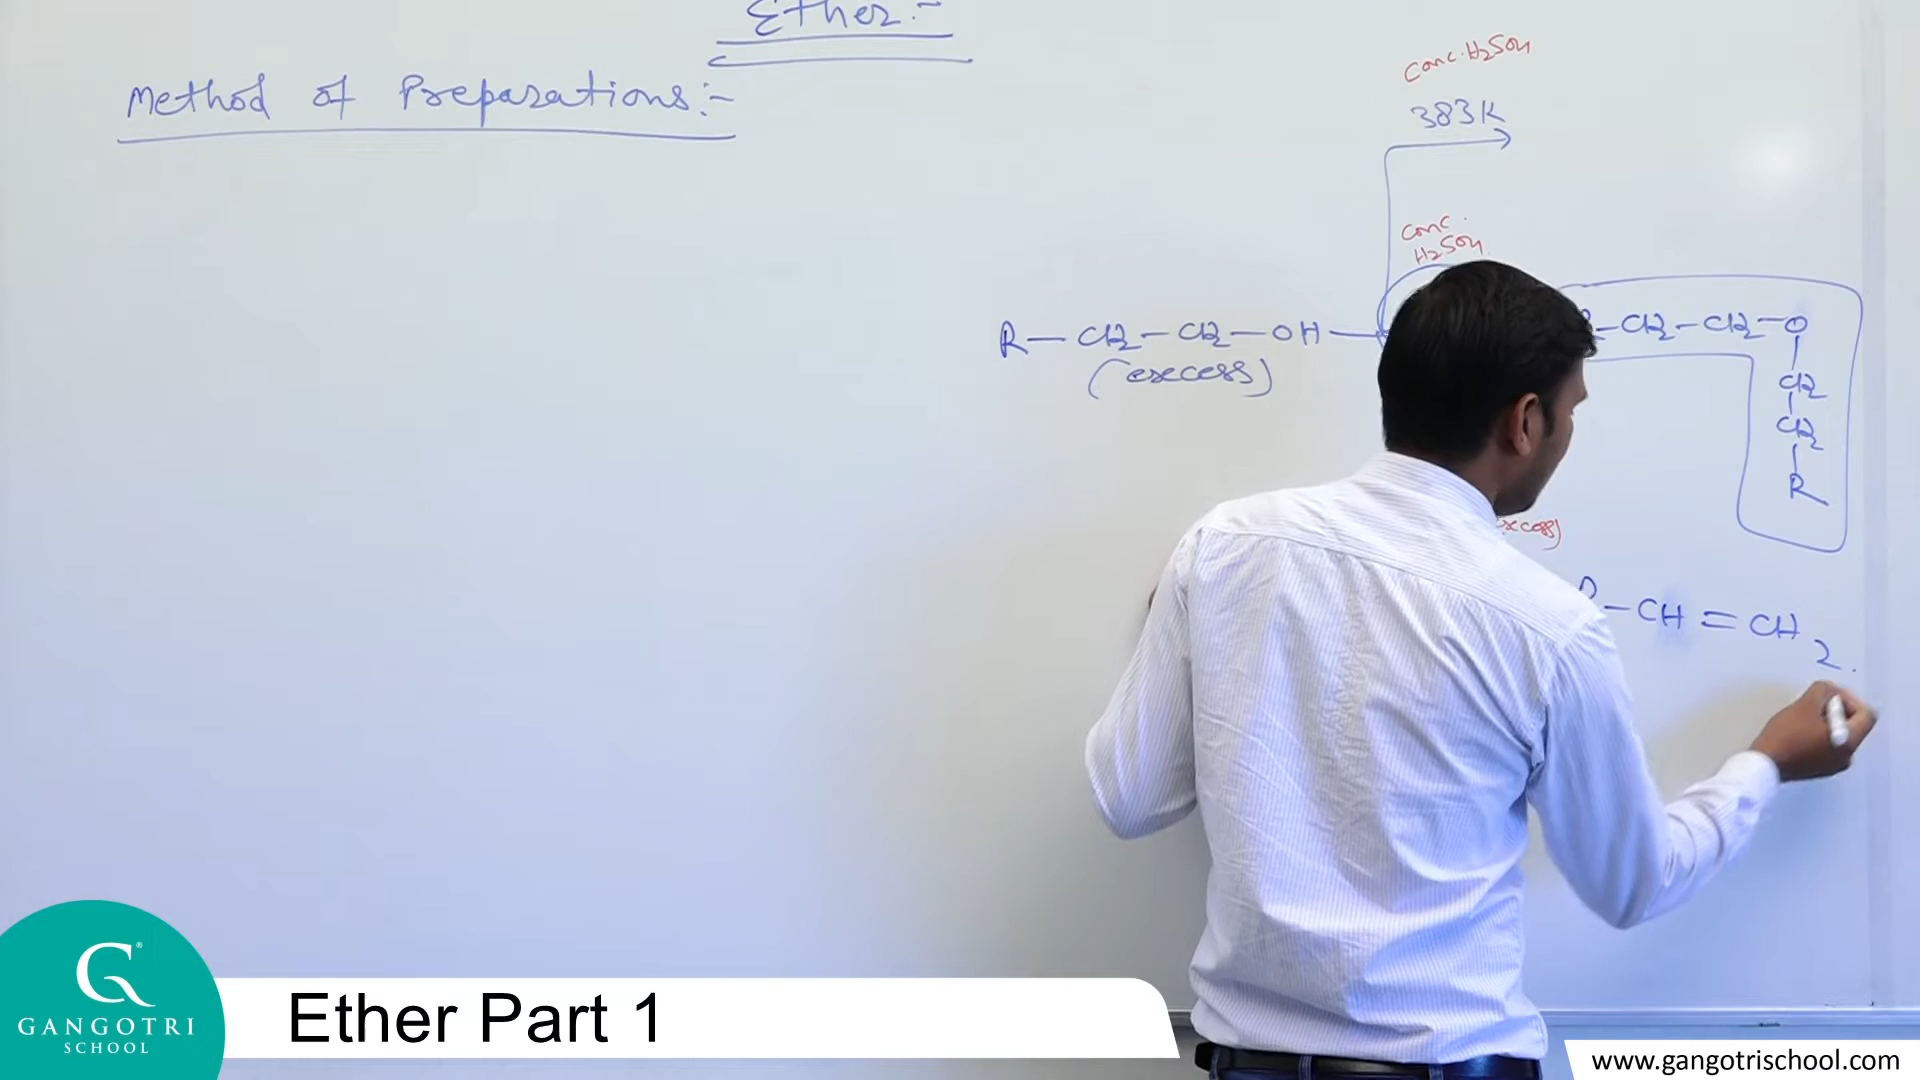 Ether:-
Method of Preparations:-
conc. H2SO4
383K
conc.
H2SO4
R-CH2-CH2-OH
(excess)
-CH2-CH2-O
CH2
CH2
R
excess)
-CH=CH2.
G®
GANGOTRI
SCHOOL
Ether Part 1
www.gangotrischool.com